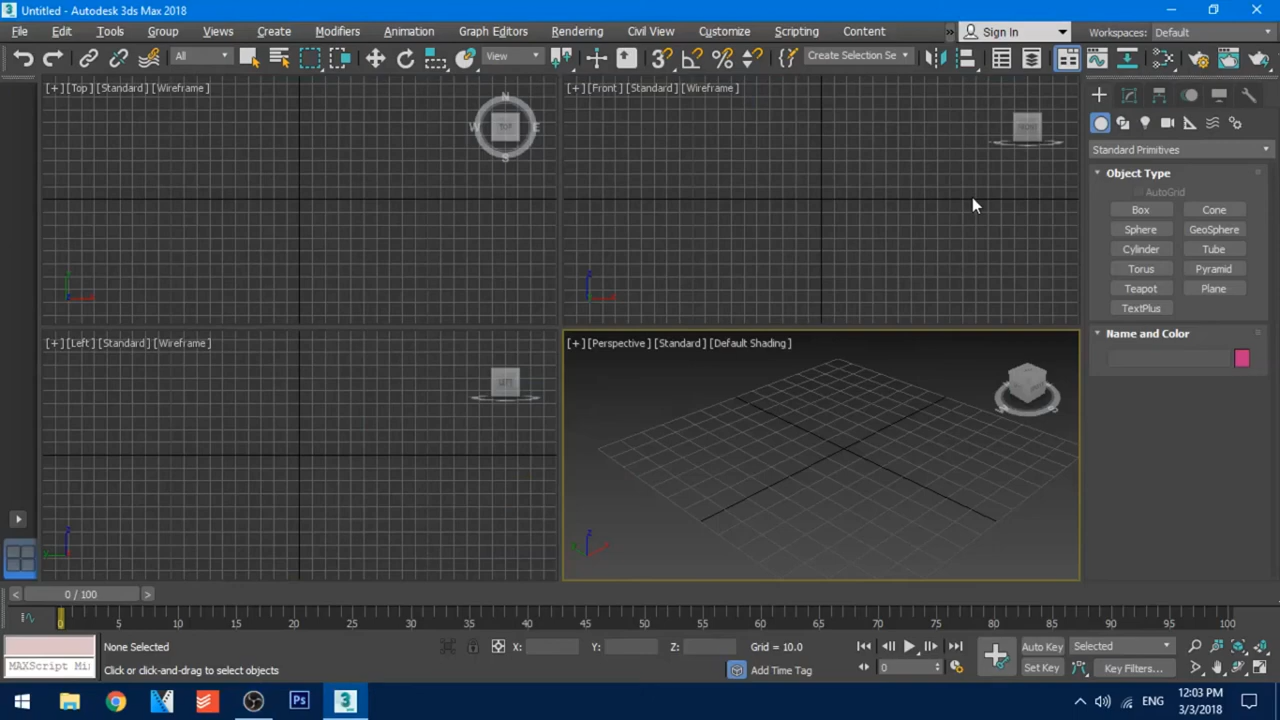 Untitled - Autodesk 3ds Max 2018
File Edit Tools Group Views Create Modifiers Animation Graph Editors Rendering Civil View Customize Scripting Content » Sign In Workspaces: Default
All View Create Selection Se
[+] [Top] [Standard] [Wireframe]
N
W TOP E
S
[+] [Front] [Standard] [Wireframe]
FRONT
Standard Primitives
Object Type
AutoGrid
Box Cone
Sphere GeoSphere
Cylinder Tube
Torus Pyramid
Teapot Plane
TextPlus
Name and Color
[+] [Left] [Standard] [Wireframe]
LEFT
[+] [Perspective] [Standard] [Default Shading]
z
z
y
< 0 / 100 >
0 5 10 15 20 25 30 35 40 45 50 55 60 65 70 75 80 85 90 95 100
None Selected X: Y: Z: Grid = 10.0 Auto Key Selected
MAXScript Mi Click or click-and-drag to select objects Add Time Tag 0 Set Key Key Filters...
ENG 12:03 PM
3/3/2018